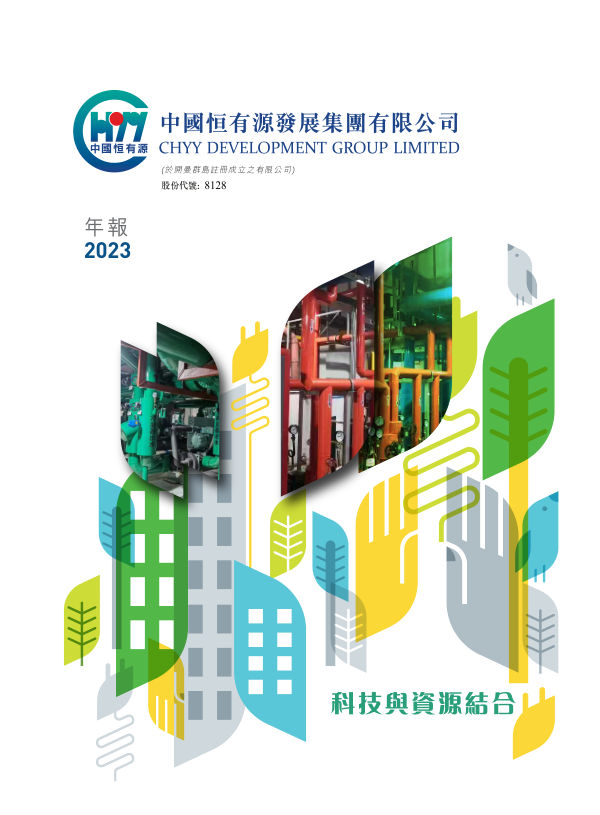 CHYY
中國恒有源
中國恒有源發展集團有限公司
CHYY DEVELOPMENT GROUP LIMITED
(於開曼群島註冊成立之有限公司)
股份代號: 8128
年報
2023
科技與資源結合